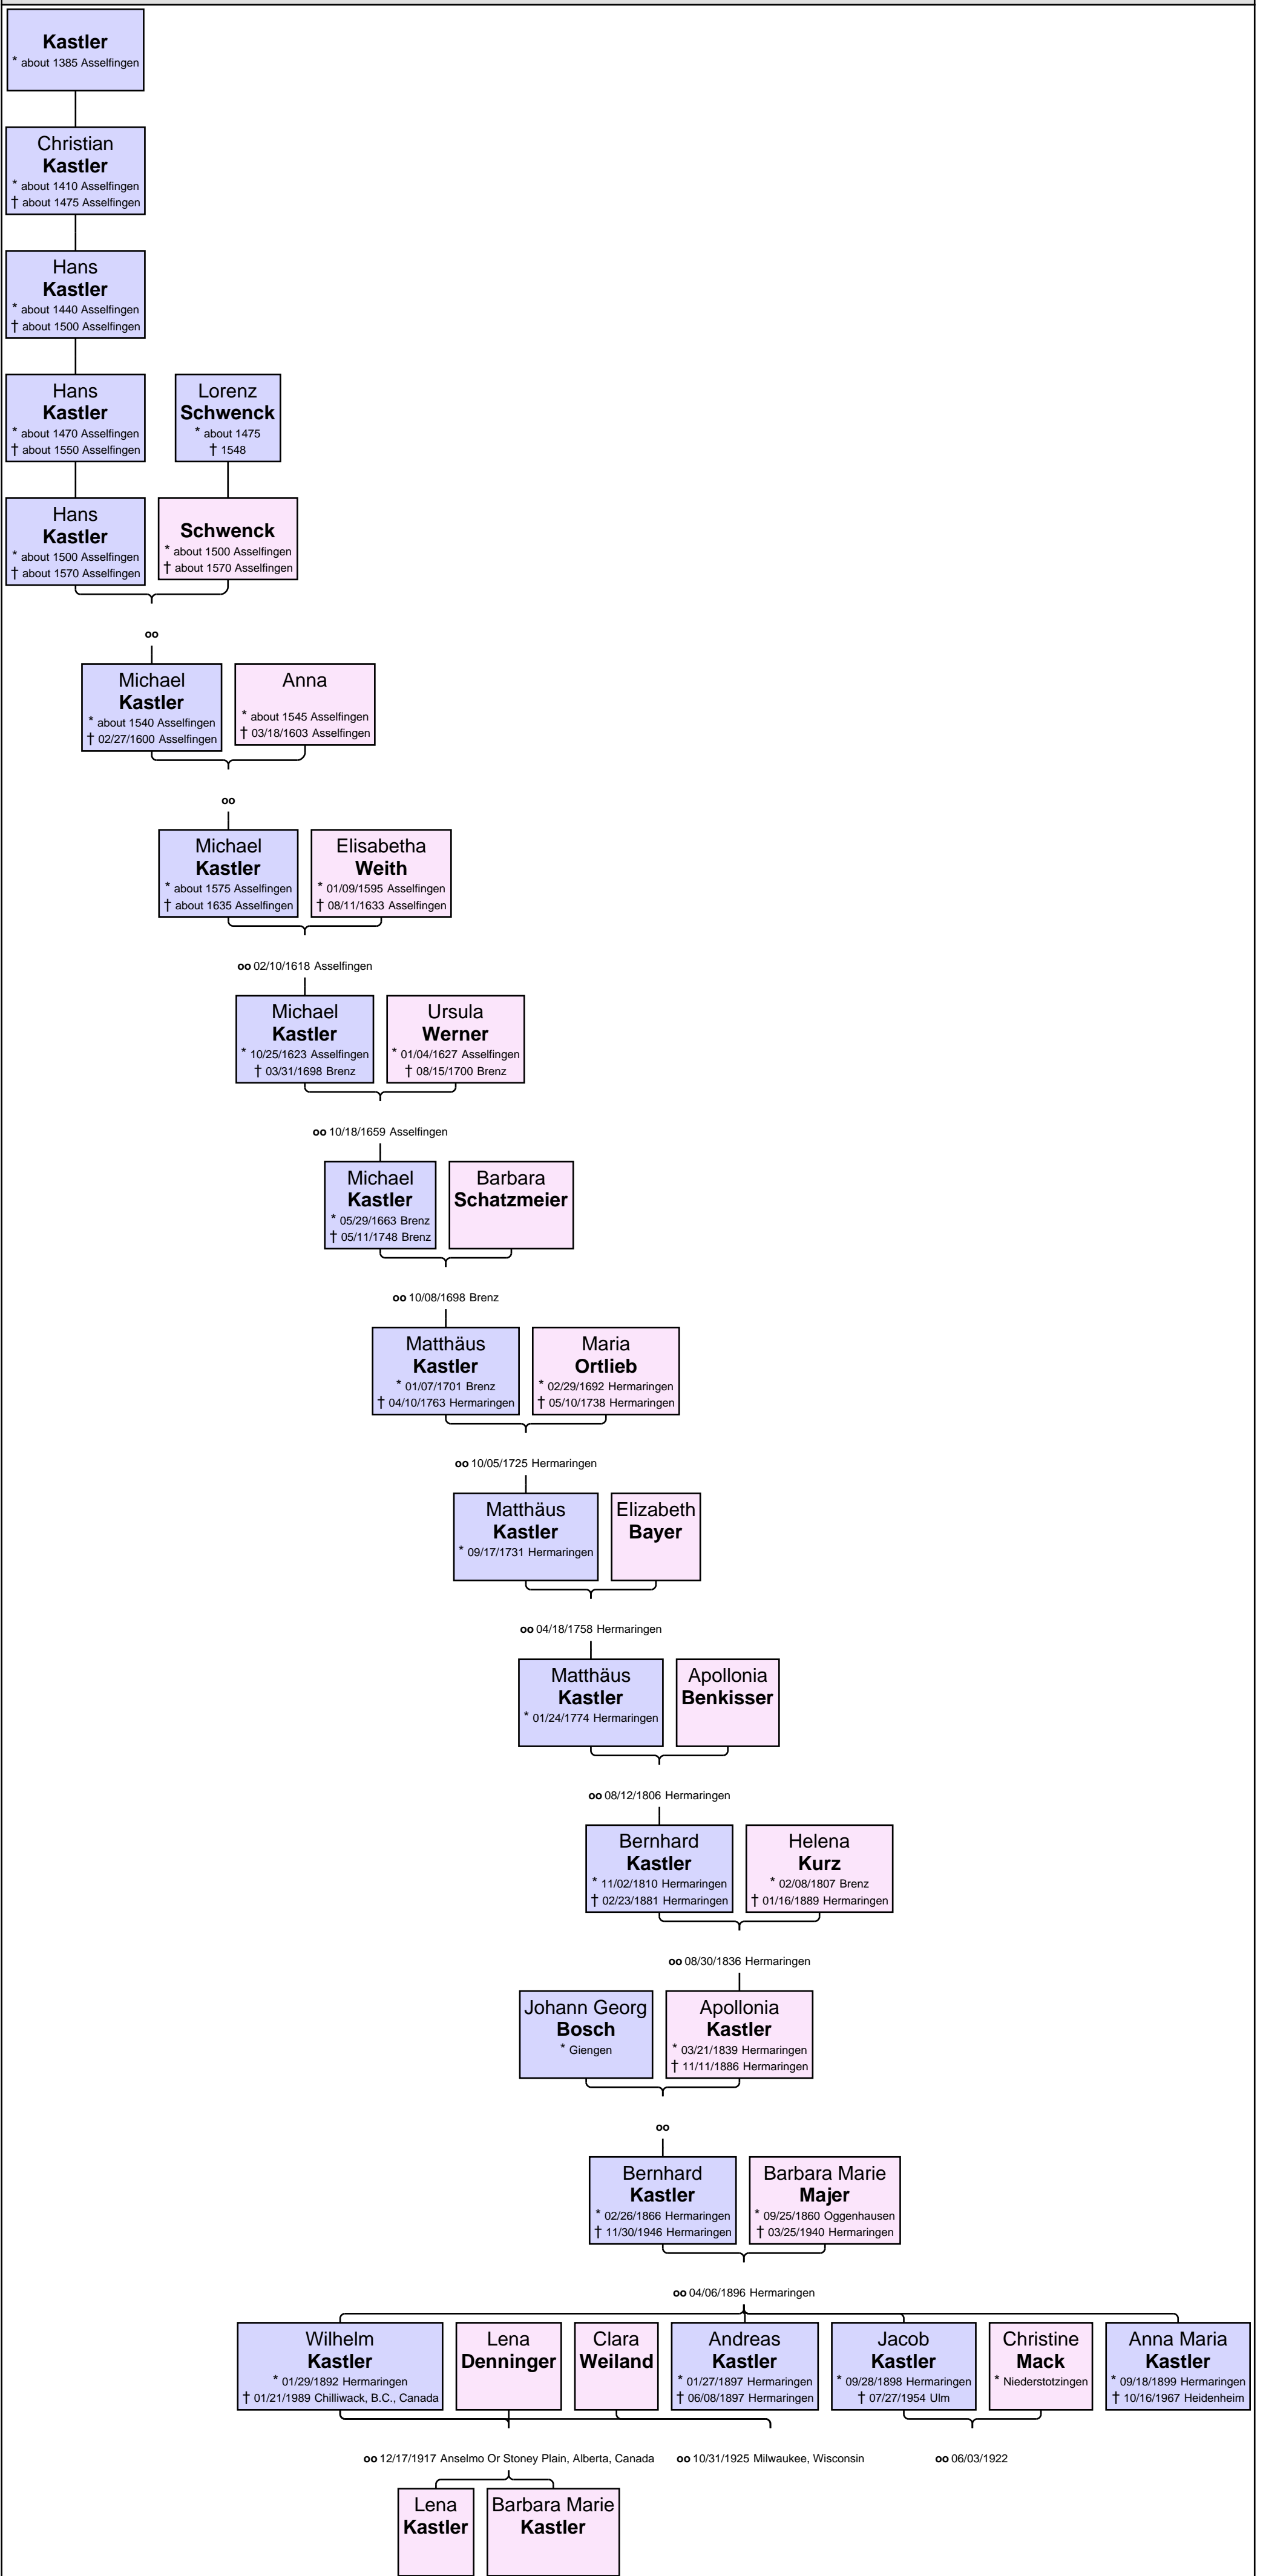 Kastler
* about 1385 Asselfingen
Christian
Kastler
* about 1410 Asselfingen
† about 1475 Asselfingen
Hans
Kastler
* about 1440 Asselfingen
† about 1500 Asselfingen
Hans
Kastler
* about 1470 Asselfingen
† about 1550 Asselfingen
Lorenz
Schwenck
* about 1475
† 1548
Hans
Kastler
* about 1500 Asselfingen
† about 1570 Asselfingen
Schwenck
* about 1500 Asselfingen
† about 1570 Asselfingen
oo
Michael
Kastler
* about 1540 Asselfingen
† 02/27/1600 Asselfingen
Anna
* about 1545 Asselfingen
† 03/18/1603 Asselfingen
oo
Michael
Kastler
* about 1575 Asselfingen
† about 1635 Asselfingen
Elisabetha
Weith
* 01/09/1595 Asselfingen
† 08/11/1633 Asselfingen
oo 02/10/1618 Asselfingen
Michael
Kastler
* 10/25/1623 Asselfingen
† 03/31/1698 Brenz
Ursula
Werner
* 01/04/1627 Asselfingen
† 08/15/1700 Brenz
oo 10/18/1659 Asselfingen
Michael
Kastler
* 05/29/1663 Brenz
† 05/11/1748 Brenz
Barbara
Schatzmeier
oo 10/08/1698 Brenz
Matthäus
Kastler
* 01/07/1701 Brenz
† 04/10/1763 Hermaringen
Maria
Ortlieb
* 02/29/1692 Hermaringen
† 05/10/1738 Hermaringen
oo 10/05/1725 Hermaringen
Matthäus
Kastler
* 09/17/1731 Hermaringen
Elizabeth
Bayer
oo 04/18/1758 Hermaringen
Matthäus
Kastler
* 01/24/1774 Hermaringen
Apollonia
Benkisser
oo 08/12/1806 Hermaringen
Bernhard
Kastler
* 11/02/1810 Hermaringen
† 02/23/1881 Hermaringen
Helena
Kurz
* 02/08/1807 Brenz
† 01/16/1889 Hermaringen
oo 08/30/1836 Hermaringen
Johann Georg
Bosch
* Giengen
Apollonia
Kastler
* 03/21/1839 Hermaringen
† 11/11/1886 Hermaringen
oo
Bernhard
Kastler
* 02/26/1866 Hermaringen
† 11/30/1946 Hermaringen
Barbara Marie
Majer
* 09/25/1860 Oggenhausen
† 03/25/1940 Hermaringen
oo 04/06/1896 Hermaringen
Wilhelm
Kastler
* 01/29/1892 Hermaringen
† 01/21/1989 Chilliwack, B.C., Canada
Lena
Denninger
Clara
Weiland
Andreas
Kastler
* 01/27/1897 Hermaringen
† 06/08/1897 Hermaringen
Jacob
Kastler
* 09/28/1898 Hermaringen
† 07/27/1954 Ulm
Christine
Mack
* Niederstotzingen
Anna Maria
Kastler
* 09/18/1899 Hermaringen
† 10/16/1967 Heidenheim
oo 12/17/1917 Anselmo Or Stoney Plain, Alberta, Canada
oo 10/31/1925 Milwaukee, Wisconsin
oo 06/03/1922
Lena
Kastler
Barbara Marie
Kastler